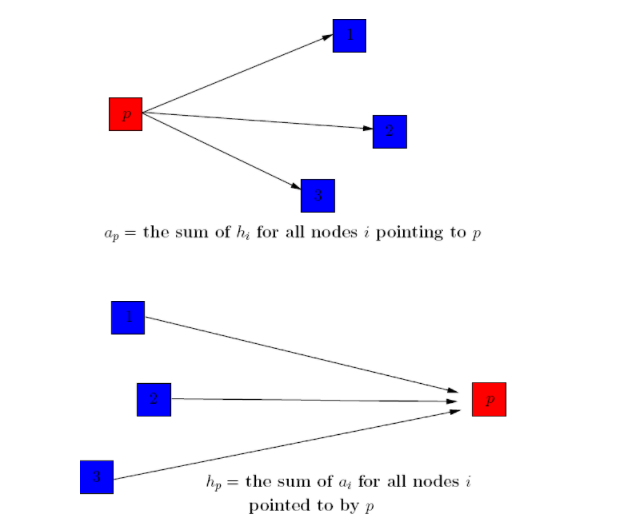 1
p
2
3
a_p = the sum of h_i for all nodes i pointing to p
1
2
p
3
h_p = the sum of a_i for all nodes i
pointed to by p